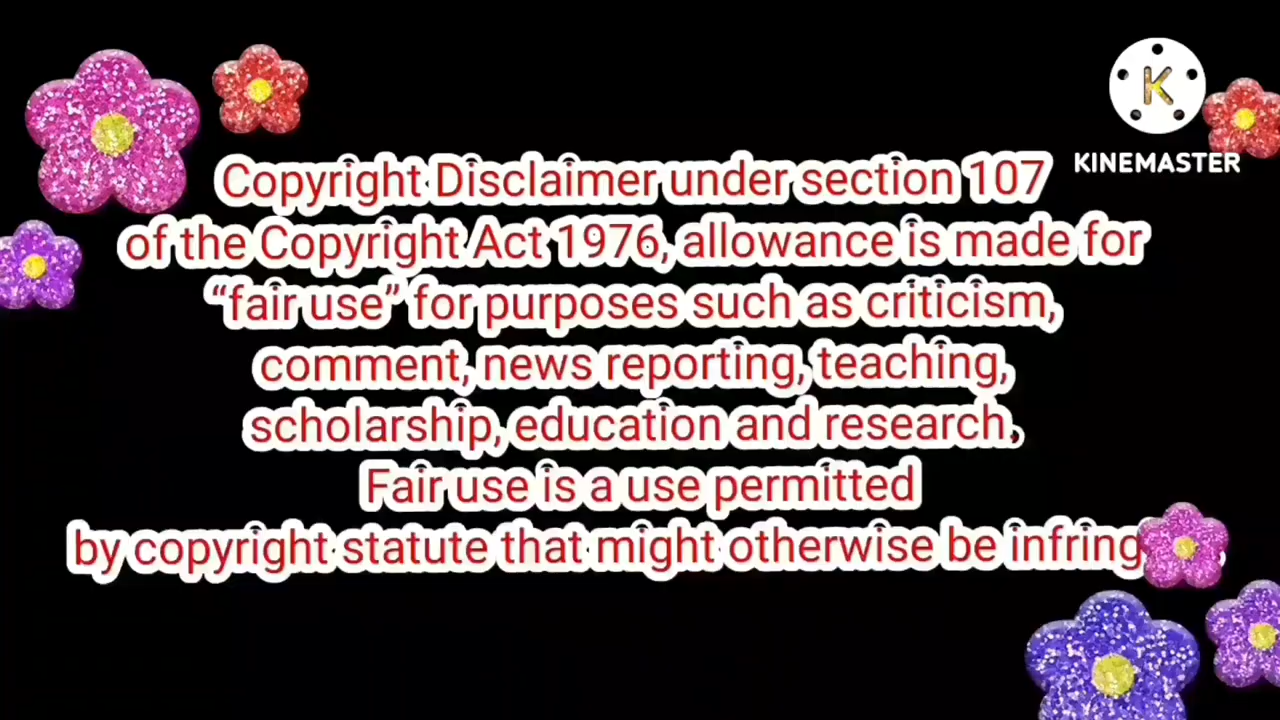 KINEMASTER
Copyright Disclaimer under section 107
of the Copyright Act 1976, allowance is made for
“fair use” for purposes such as criticism,
comment, news reporting, teaching,
scholarship, education and research.
Fair use is a use permitted
by copyright statute that might otherwise be